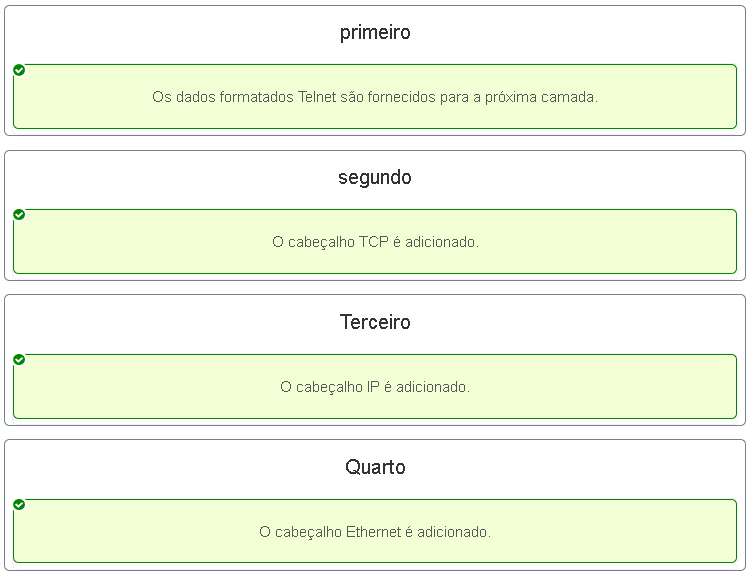 primeiro
Os dados formatados Telnet são fornecidos para a próxima camada.
segundo
O cabeçalho TCP é adicionado.
Terceiro
O cabeçalho IP é adicionado.
Quarto
O cabeçalho Ethernet é adicionado.